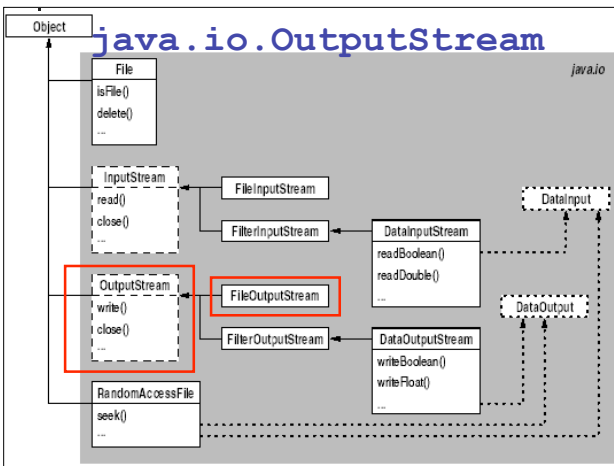 Object
java.io.OutputStream
java.io
File
isFile()
delete()
...
InputStream
read()
close()
...
FileInputStream
FilterInputStream
DataInputStream
readBoolean()
readDouble()
...
DataInput
OutputStream
write()
close()
...
FileOutputStream
FilterOutputStream
DataOutputStream
writeBoolean()
writeFloat()
...
DataOutput
RandomAccessFile
seek()
...